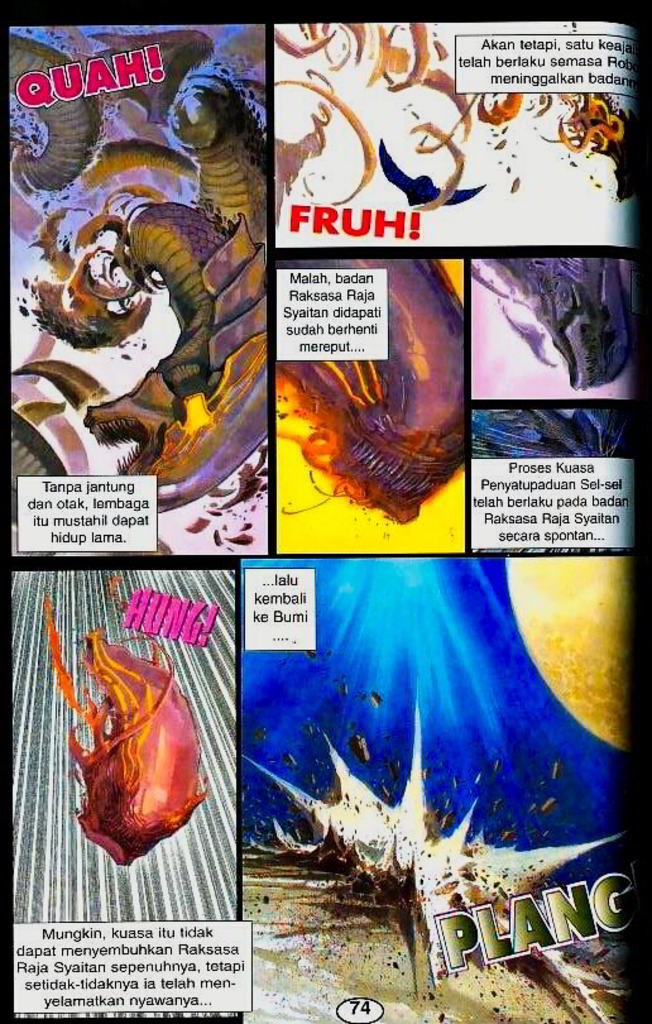 QUAH!
Tanpa jantung
dan otak, lembaga
itu mustahil dapat
hidup lama.
Akan tetapi, satu
telah berlaku semasa
meninggalkan
FRUH!
Malah, badan
Raksasa Raja
Syaitan didapati
sudah berhenti
mereput....
Proses Kuasa
Penyatupaduan Sel-sel
telah berlaku pada badan
Raksasa Raja Syaitan
secara spontan...
HUNG!
Mungkin, kuasa itu tidak
dapat menyembuhkan Raksasa
Raja Syaitan sepenuhnya, tetapi
setidak-tidaknya ia telah men-
yelamatkan nyawanya...
...lalu
kembali
ke Bumi
....
PLANG
74